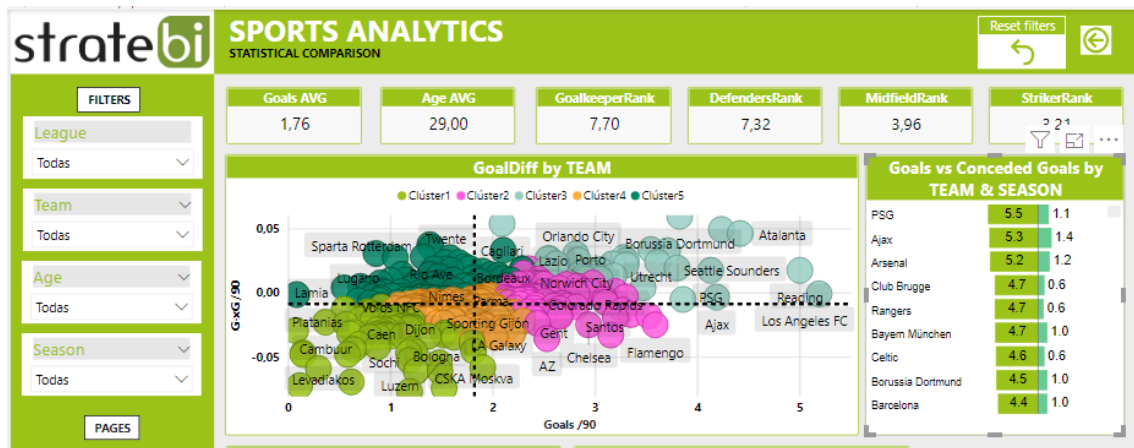 stratebi
SPORTS ANALYTICS
STATISTICAL COMPARISON
Reset filters
FILTERS
League
Todas
Team
Todas
Age
Todas
Season
Todas
PAGES
Goals AVG
1,76
Age AVG
29,00
GoalkeeperRank
7,70
DefendersRank
7,32
MidfieldRank
3,96
StrikerRank
3,21
GoalDiff by TEAM
Clúster1 Clúster2 Clúster3 Clúster4 Clúster5
G-xG /90
0,05
0,00
-0,05
Sparta Rotterdam
Twente
Cagliari
Orlando City
Borussia Dortmund
Atalanta
Lugano
Rio Ave
Bordeaux
Lazio
Porto
Utrecht
Seattle Sounders
Norwich City
Lamia
Nimes
Parma
Colorado Rapids
PSG
Reading
Volos NFC
Platanias
Caen
Dijon
Sporting Gijón
Gent
Santos
Ajax
Los Angeles FC
Cambuur
Sochi
Bologna
LA Galaxy
AZ
Chelsea
Flamengo
Levadiakos
Luzern
CSKA Moskva
0 1 2 3 4 5
Goals /90
Goals vs Conceded Goals by
TEAM & SEASON
PSG 5.5 1.1
Ajax 5.3 1.4
Arsenal 5.2 1.2
Club Brugge 4.7 0.6
Rangers 4.7 0.6
Bayern München 4.7 1.0
Celtic 4.6 0.6
Borussia Dortmund 4.5 1.0
Barcelona 4.4 1.0